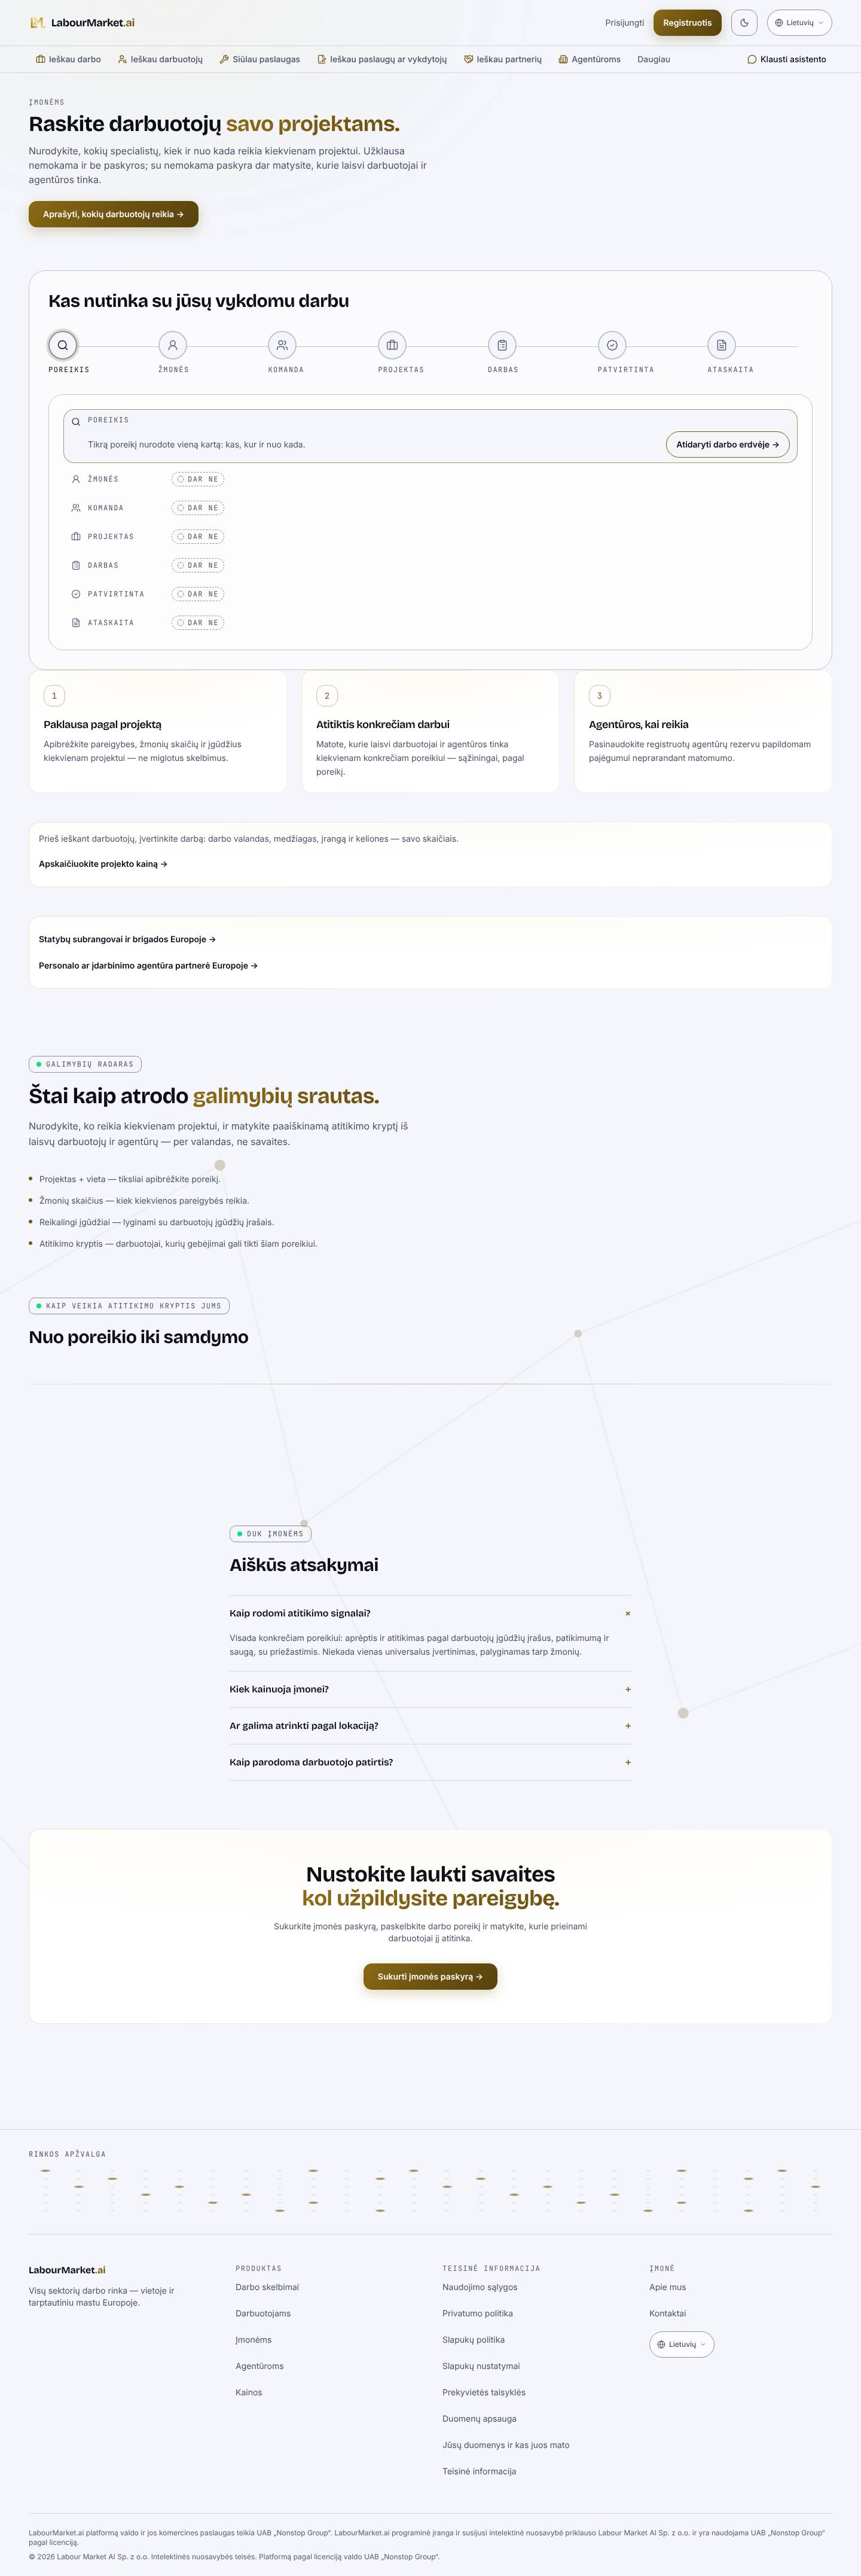 LabourMarket.ai
Prisijungti
Registruotis
Lietuvių
Ieškau darbo
Ieškau darbuotojų
Siūlau paslaugas
Ieškau paslaugų ar vykdytojų
Ieškau partnerių
Agentūroms
Daugiau
Klausti asistento
ĮMONĖMS
Raskite darbuotojų savo projektams.
Nurodykite, kokių specialistų, kiek ir nuo kada reikia kiekvienam projektui. Užklausa
nemokama ir be paskyros; su nemokama paskyra dar matysite, kurie laisvi darbuotojai ir
agentūros tinka.
Aprašyti, kokių darbuotojų reikia →
Kas nutinka su jūsų vykdomu darbu
POREIKIS
ŽMONĖS
KOMANDA
PROJEKTAS
DARBAS
PATVIRTINTA
ATASKAITA
POREIKIS
Tikrą poreikį nurodote vieną kartą: kas, kur ir nuo kada.
Atidaryti darbo erdvėje →
ŽMONĖS DAR NE
KOMANDA DAR NE
PROJEKTAS DAR NE
DARBAS DAR NE
PATVIRTINTA DAR NE
ATASKAITA DAR NE
1
Paklausa pagal projektą
Apibrėžkite pareigybes, žmonių skaičių ir įgūdžius
kiekvienam projektui — ne miglotus skelbimus.
2
Atitiktis konkrečiam darbui
Matote, kurie laisvi darbuotojai ir agentūros tinka
kiekvienam konkrečiam poreikiui — sąžiningai, pagal
poreikį.
3
Agentūros, kai reikia
Pasinaudokite registruotų agentūrų rezervu papildomam
pajėgumui neprarandant matomumo.
Prieš ieškant darbuotojų, įvertinkite darbą: darbo valandas, medžiagas, įrangą ir keliones — savo skaičiais.
Apskaičiuokite projekto kainą →
Statybų subrangovai ir brigados Europoje →
Personalo ar įdarbinimo agentūra partnerė Europoje →
GALIMYBIŲ RADARAS
Štai kaip atrodo galimybių srautas.
Nurodykite, ko reikia kiekvienam projektui, ir matykite paaiškinamą atitikimo kryptį iš
laisvų darbuotojų ir agentūrų — per valandas, ne savaites.
Projektas + vieta — tiksliai apibrėžkite poreikį.
Žmonių skaičius — kiek kiekvienos pareigybės reikia.
Reikalingi įgūdžiai — lyginami su darbuotojų įgūdžių įrašais.
Atitikimo kryptis — darbuotojai, kurių gebėjimai gali tikti šiam poreikiui.
KAIP VEIKIA ATITIKIMO KRYPTIS JUMS
Nuo poreikio iki samdymo
DUK ĮMONĖMS
Aiškūs atsakymai
Kaip rodomi atitikimo signalai? ×
Visada konkrečiam poreikiui: aprėptis ir atitikimas pagal darbuotojų įgūdžių įrašus, patikimumą ir
saugą, su priežastimis. Niekada vienas universalus įvertinimas, palyginamas tarp žmonių.
Kiek kainuoja įmonei? +
Ar galima atrinkti pagal lokaciją? +
Kaip parodoma darbuotojo patirtis? +
Nustokite laukti savaites
kol užpildysite pareigybę.
Sukurkite įmonės paskyrą, paskelbkite darbo poreikį ir matykite, kurie prieinami
darbuotojai jį atitinka.
Sukurti įmonės paskyrą →
RINKOS APŽVALGA
LabourMarket.ai
Visų sektorių darbo rinka — vietoje ir
tarptautiniu mastu Europoje.
PRODUKTAS
Darbo skelbimai
Darbuotojams
Įmonėms
Agentūroms
Kainos
TEISINĖ INFORMACIJA
Naudojimo sąlygos
Privatumo politika
Slapukų politika
Slapukų nustatymai
Prekyvietės taisyklės
Duomenų apsauga
Jūsų duomenys ir kas juos mato
Teisinė informacija
ĮMONĖ
Apie mus
Kontaktai
Lietuvių
LabourMarket.ai platformą valdo ir jos komercines paslaugas teikia UAB „Nonstop Group“. LabourMarket.ai programinė įranga ir susijusi intelektinė nuosavybė priklauso Labour Market AI Sp. z o.o. ir yra naudojama UAB „Nonstop Group“
pagal licenciją.
© 2026 Labour Market AI Sp. z o.o. Intelektinės nuosavybės teisės. Platformą pagal licenciją valdo UAB „Nonstop Group“.